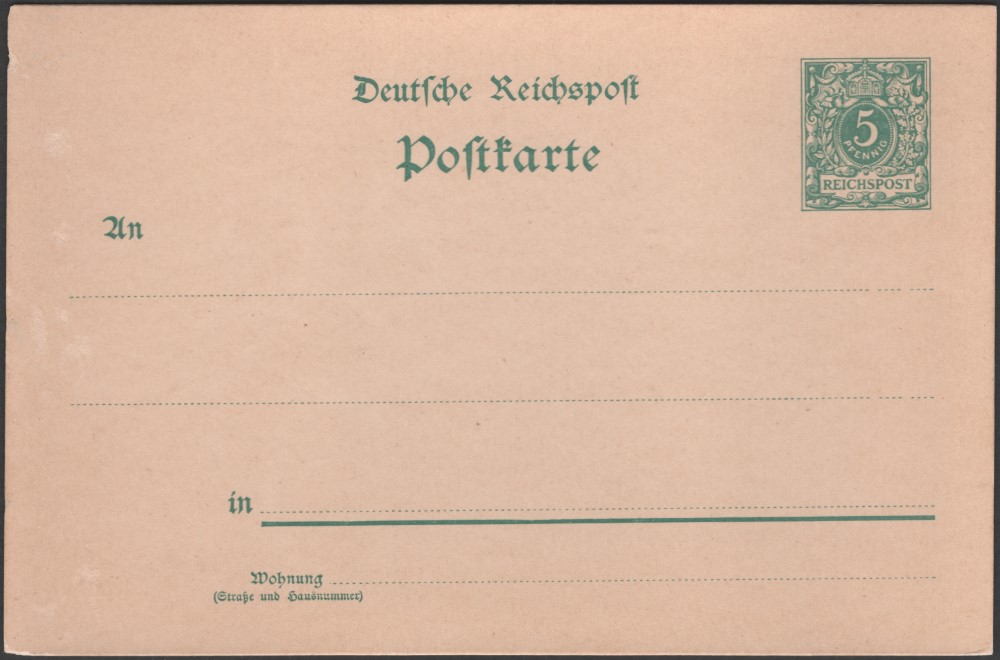 Deutſche Reichspoſt
Poſtkarte
5
PFENNIG
REICHSPOST
An
in
Wohnung
(Straße und Hausnummer)